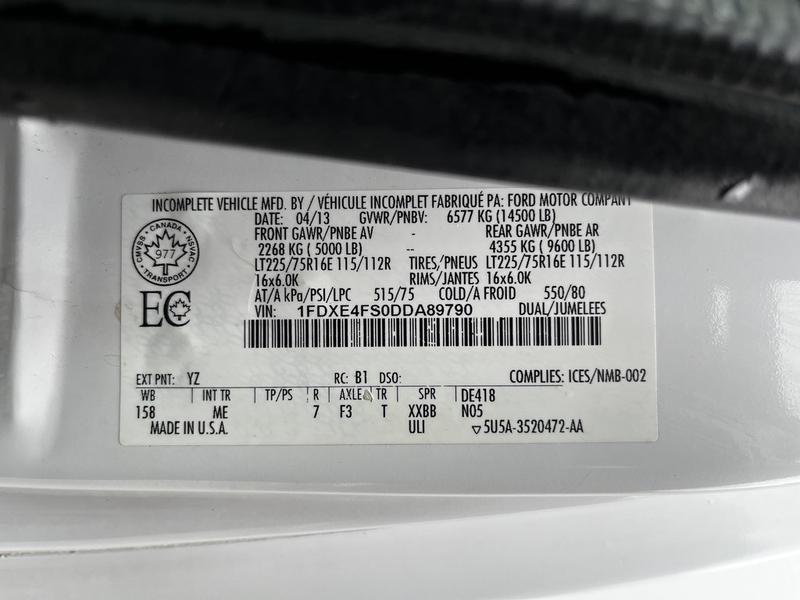 INCOMPLETE VEHICLE MFD. BY / VÉHICULE INCOMPLET FABRIQUÉ PA: FORD MOTOR COMPANY
DATE: 04/13 GVWR/PNBV: 6577 KG (14500 LB)
FRONT GAWR/PNBE AV - REAR GAWR/PNBE AR
2268 KG ( 5000 LB) -- 4355 KG ( 9600 LB)
LT225/75R16E 115/112R TIRES/PNEUS LT225/75R16E 115/112R
16x6.0K RIMS/JANTES 16x6.0K
AT/A kPa/PSI/LPC 515/75 COLD/A FROID 550/80
VIN: 1FDXE4FS0DDA89790 DUAL/JUMELEES
CMVSS · CANADA · NSVAC
977
TRANSPORT
EC
EXT PNT: YZ RC: B1 DSO: COMPLIES: ICES/NMB-002
WB INT TR TP/PS R AXLE TR SPR DE418
158 ME 7 F3 T XXBB N05
MADE IN U.S.A. ULI ▽5U5A-3520472-AA